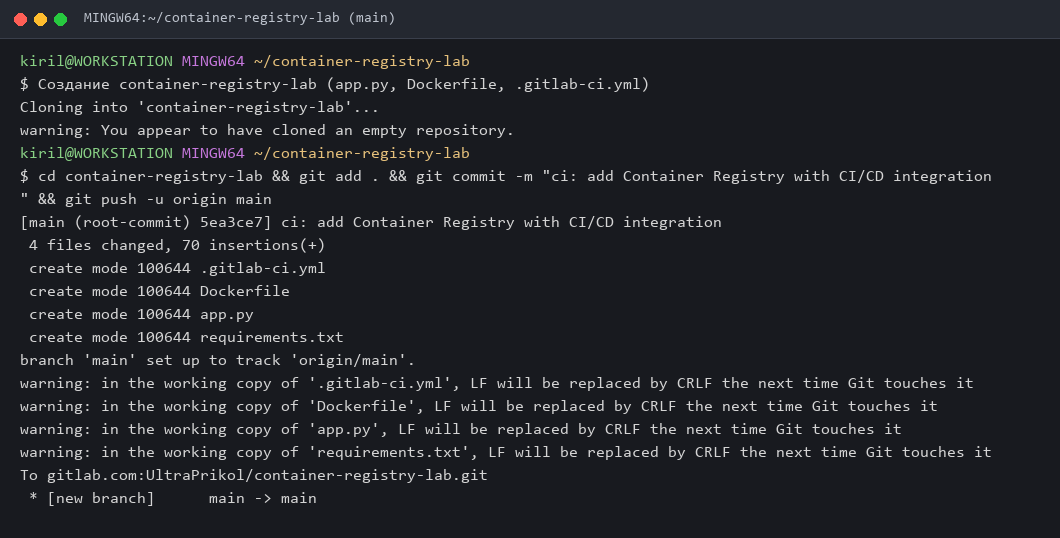 MINGW64:~/container-registry-lab (main)
kiril@WORKSTATION MINGW64 ~/container-registry-lab
$ Создание container-registry-lab (app.py, Dockerfile, .gitlab-ci.yml)
Cloning into 'container-registry-lab'...
warning: You appear to have cloned an empty repository.
kiril@WORKSTATION MINGW64 ~/container-registry-lab
$ cd container-registry-lab && git add . && git commit -m "ci: add Container Registry with CI/CD integration
" && git push -u origin main
[main (root-commit) 5ea3ce7] ci: add Container Registry with CI/CD integration
 4 files changed, 70 insertions(+)
 create mode 100644 .gitlab-ci.yml
 create mode 100644 Dockerfile
 create mode 100644 app.py
 create mode 100644 requirements.txt
branch 'main' set up to track 'origin/main'.
warning: in the working copy of '.gitlab-ci.yml', LF will be replaced by CRLF the next time Git touches it
warning: in the working copy of 'Dockerfile', LF will be replaced by CRLF the next time Git touches it
warning: in the working copy of 'app.py', LF will be replaced by CRLF the next time Git touches it
warning: in the working copy of 'requirements.txt', LF will be replaced by CRLF the next time Git touches it
To gitlab.com:UltraPrikol/container-registry-lab.git
 * [new branch]      main -> main